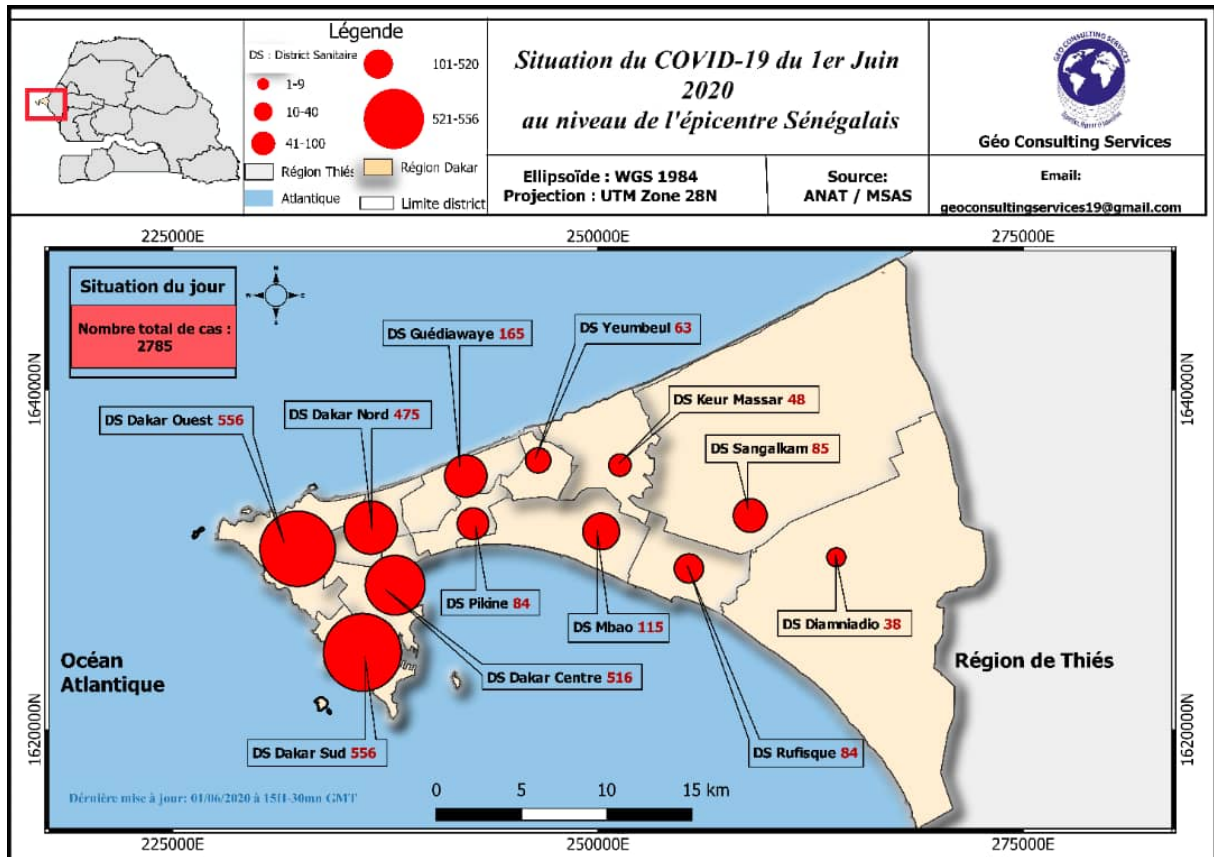 Légende
DS : District Sanitaire
1-9
10-40
41-100
101-520
521-556
Région Thiés
Région Dakar
Atlantique
Limite district
Situation du COVID-19 du 1er Juin
2020
au niveau de l'épicentre Sénégalais
Ellipsoïde : WGS 1984
Projection : UTM Zone 28N
Source:
ANAT / MSAS
GÉO CONSULTING SERVICES
Géo Consulting Services
Email:
geoconsultingservices19@gmail.com
225000E
250000E
275000E
1640000N
1640000N
1620000N
1620000N
Situation du jour
Nombre total de cas :
2785
DS Guédiawaye 165
DS Yeumbeul 63
DS Dakar Ouest 556
DS Dakar Nord 475
DS Keur Massar 48
DS Sangalkam 85
DS Pikine 84
DS Mbao 115
DS Diamniadio 38
Océan
Atlantique
DS Dakar Centre 516
Région de Thiés
DS Dakar Sud 556
DS Rufisque 84
Dérnière mise à jour: 01/06/2020 à 15H-30mn GMT
0
5
10
15 km
225000E
250000E
275000E